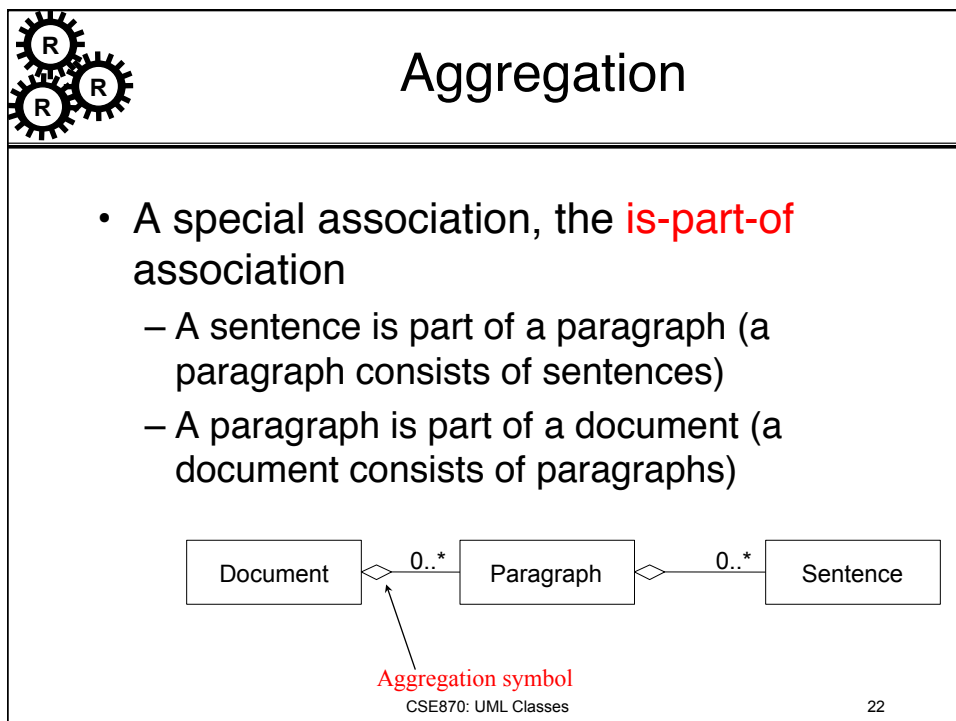 R
R
R
Aggregation
• A special association, the is-part-of
association
– A sentence is part of a paragraph (a
paragraph consists of sentences)
– A paragraph is part of a document (a
document consists of paragraphs)
Document 0..* Paragraph 0..* Sentence
Aggregation symbol
CSE870: UML Classes 22